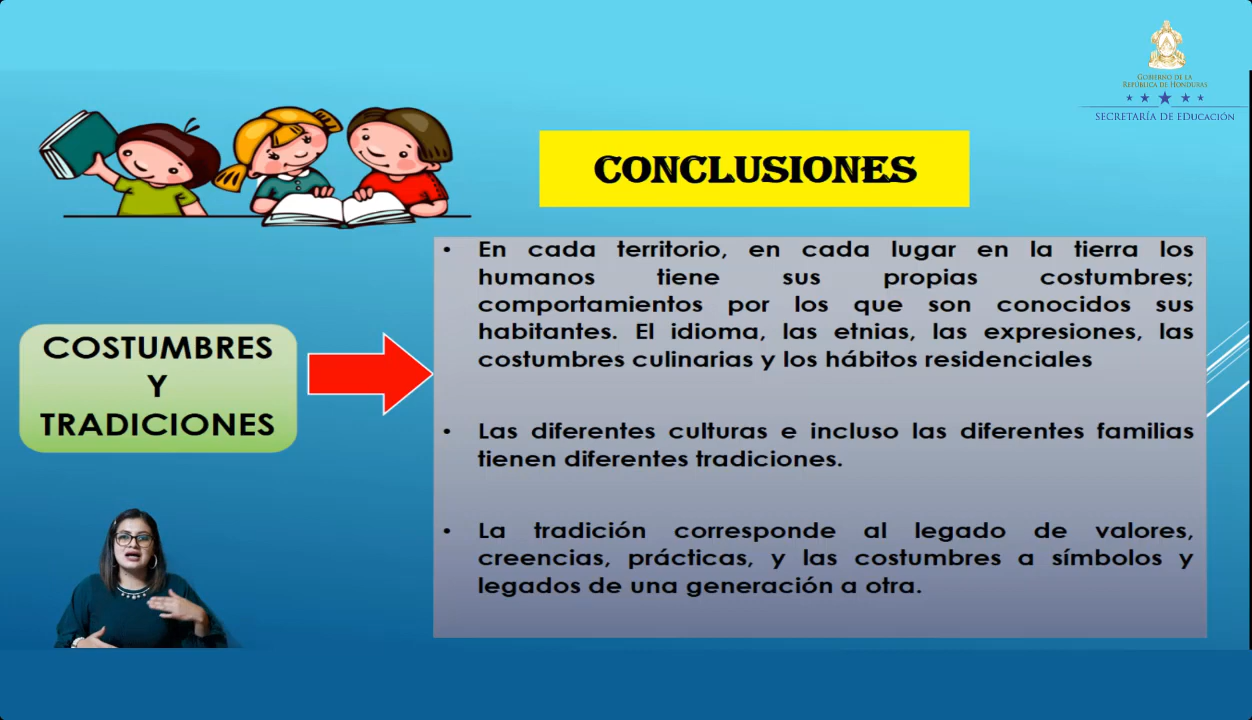 GOBIERNO DE LA
REPÚBLICA DE HONDURAS
SECRETARÍA DE EDUCACIÓN
CONCLUSIONES
COSTUMBRES
Y
TRADICIONES
• En cada territorio, en cada lugar en la tierra los
humanos tiene sus propias costumbres;
comportamientos por los que son conocidos sus
habitantes. El idioma, las etnias, las expresiones, las
costumbres culinarias y los hábitos residenciales
• Las diferentes culturas e incluso las diferentes familias
tienen diferentes tradiciones.
• La tradición corresponde al legado de valores,
creencias, prácticas, y las costumbres a símbolos y
legados de una generación a otra.